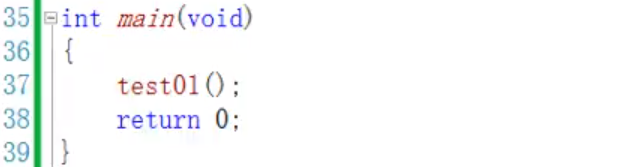 35 int main(void)
36 {
37     test01();
38     return 0;
39 }